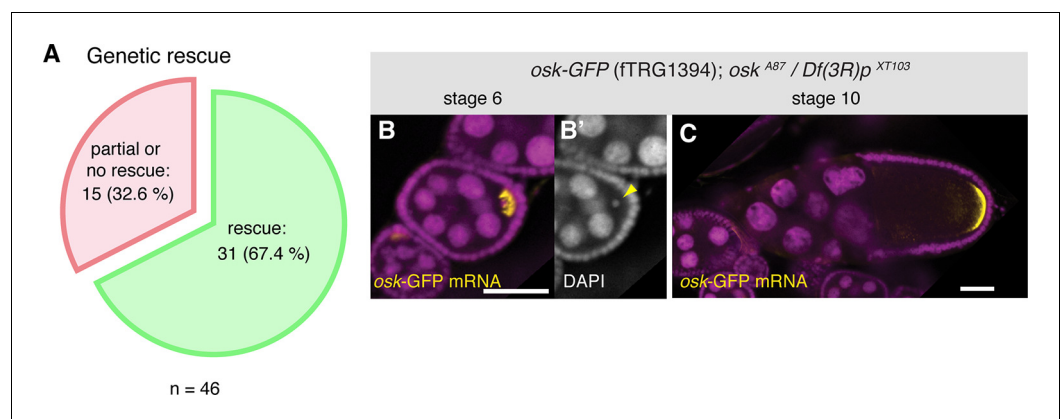 A Genetic rescue
partial or
no rescue:
15 (32.6 %)
rescue:
31 (67.4 %)
n = 46
osk-GFP (fTRG1394); osk A87 / Df(3R)p XT103
stage 6
stage 10
B
B’
C
osk-GFP mRNA
DAPI
osk-GFP mRNA